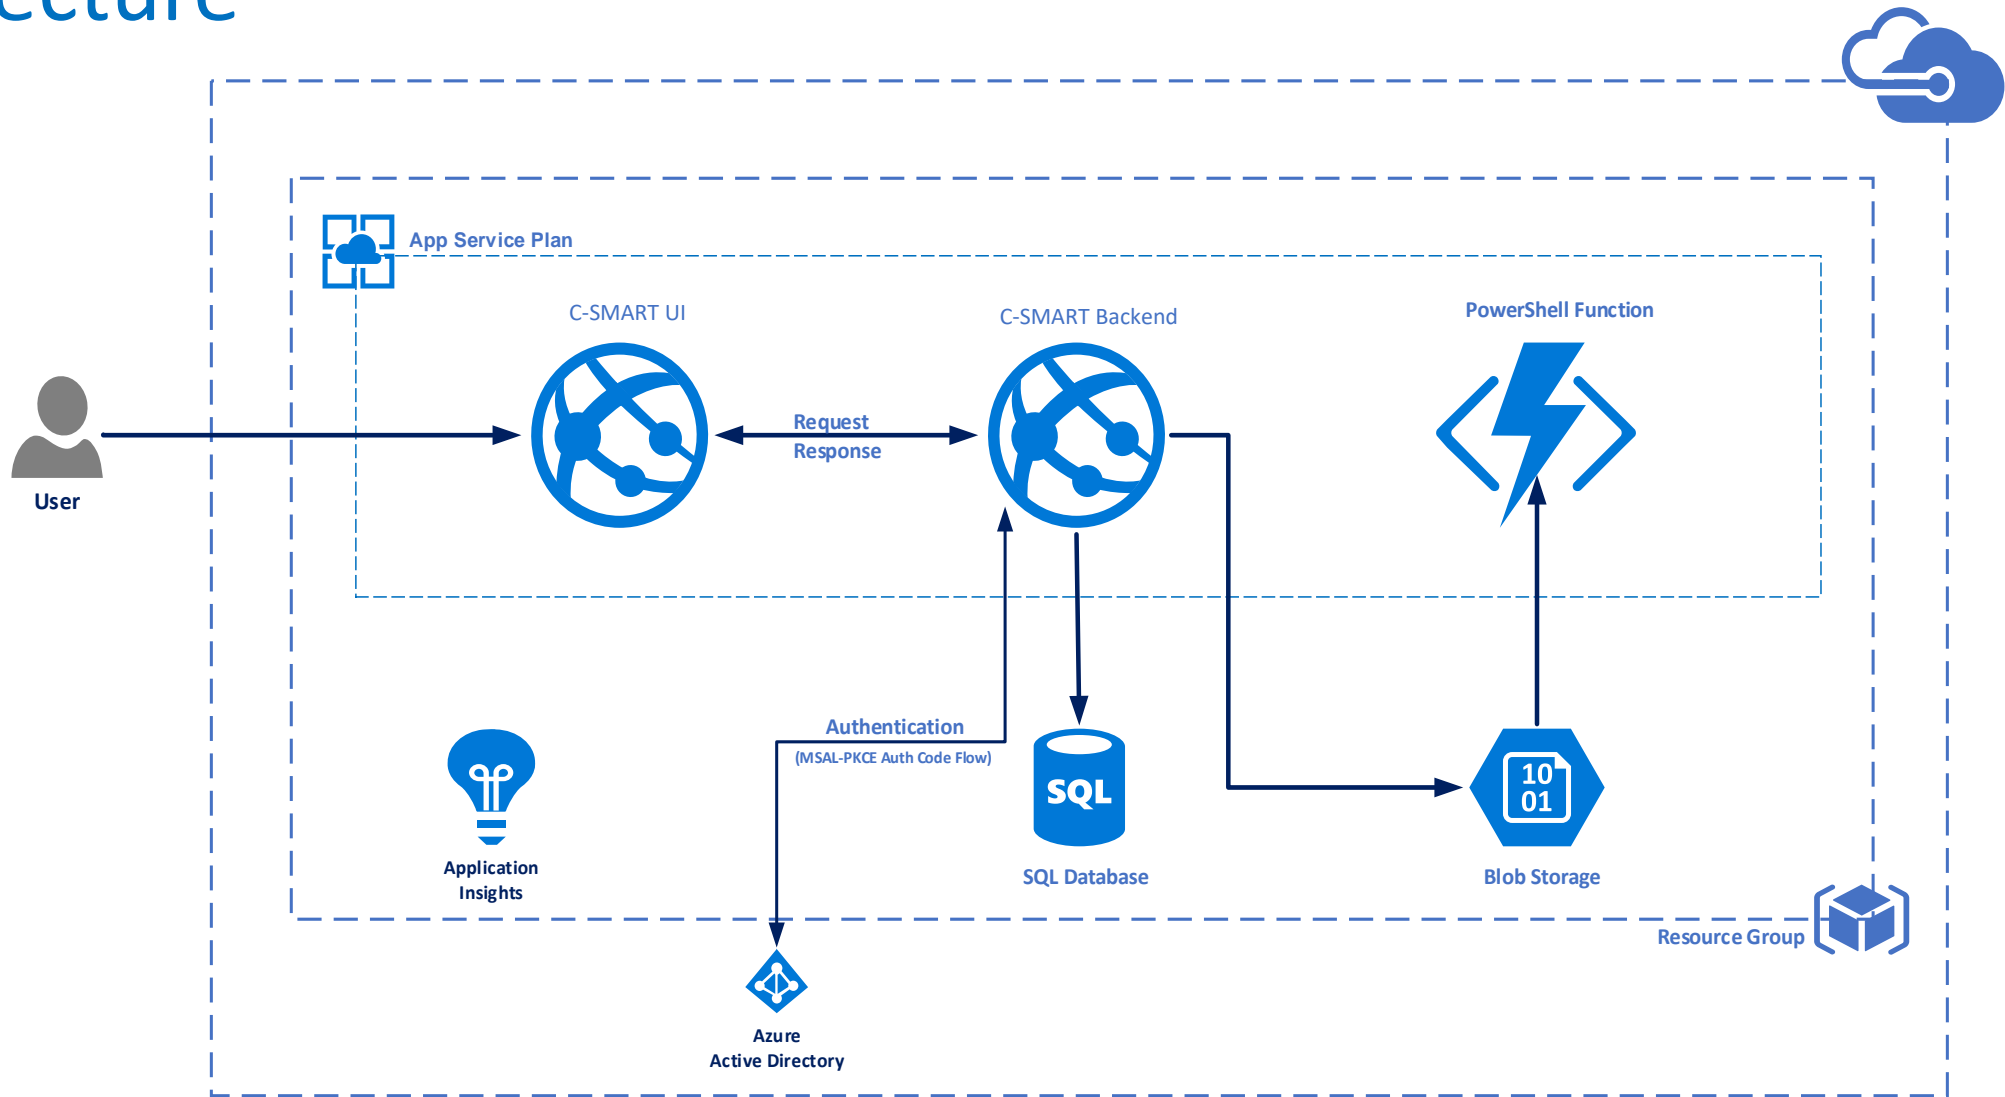 App Service Plan
C-SMART UI
C-SMART Backend
PowerShell Function
Request
Response
User
Authentication
(MSAL-PKCE Auth Code Flow)
10
01
SQL
Application
Insights
SQL Database
Blob Storage
Resource Group
Azure
Active Directory